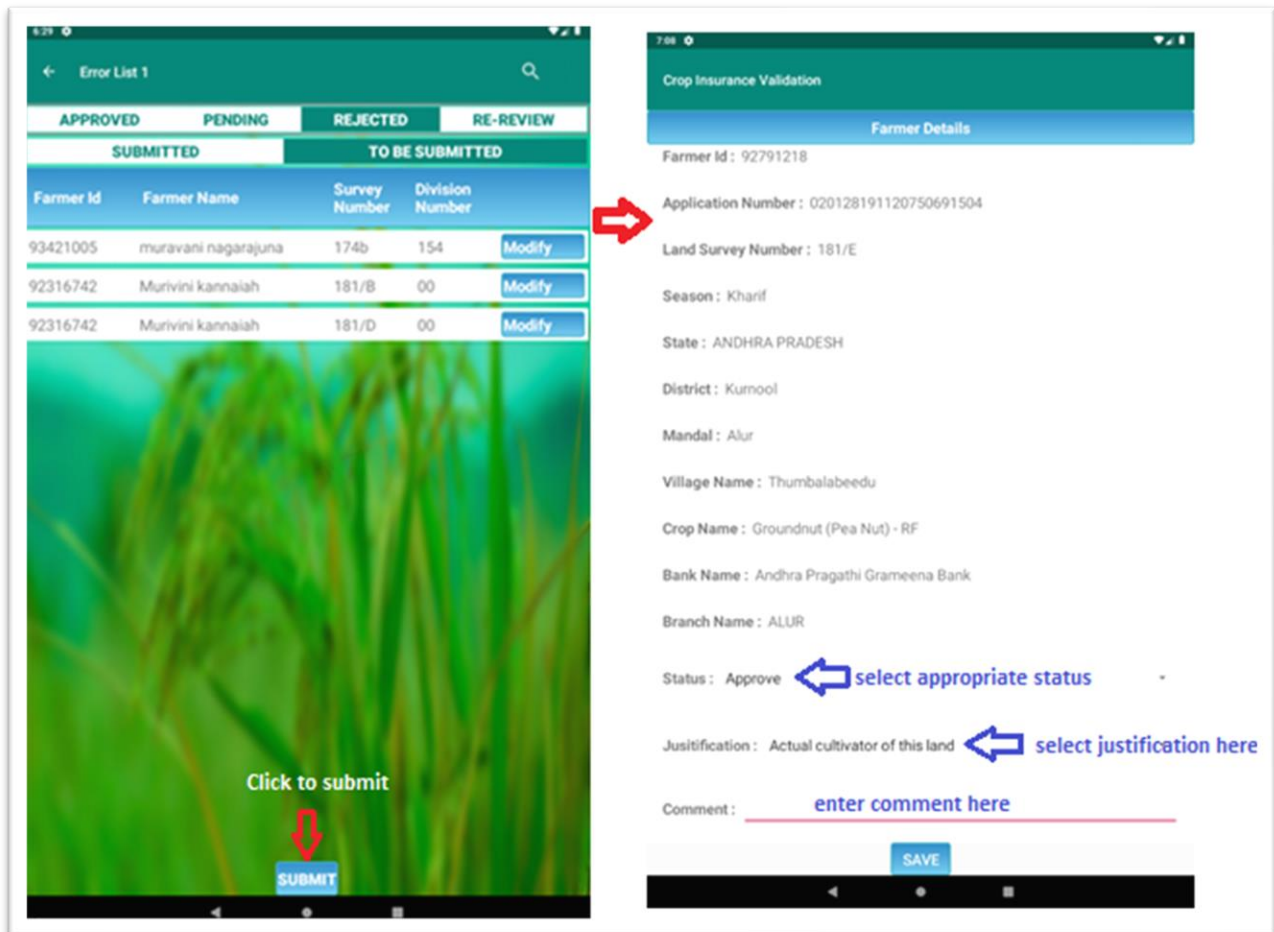 6:29
Error List 1
APPROVED PENDING REJECTED RE-REVIEW
SUBMITTED TO BE SUBMITTED
Farmer Id Farmer Name Survey Number Division Number
93421005 muravani nagarajuna 174b 154 Modify
92316742 Murivini kannaiah 181/B 00 Modify
92316742 Murivini kannaiah 181/D 00 Modify
Click to submit
SUBMIT
7:08
Crop Insurance Validation
Farmer Details
Farmer Id : 92791218
Application Number : 020128191120750691504
Land Survey Number : 181/E
Season : Kharif
State : ANDHRA PRADESH
District : Kurnool
Mandal : Alur
Village Name : Thumbalabeedu
Crop Name : Groundnut (Pea Nut) - RF
Bank Name : Andhra Pragathi Grameena Bank
Branch Name : ALUR
Status : Approve select appropriate status
Jusitification : Actual cultivator of this land select justification here
Comment : enter comment here
SAVE